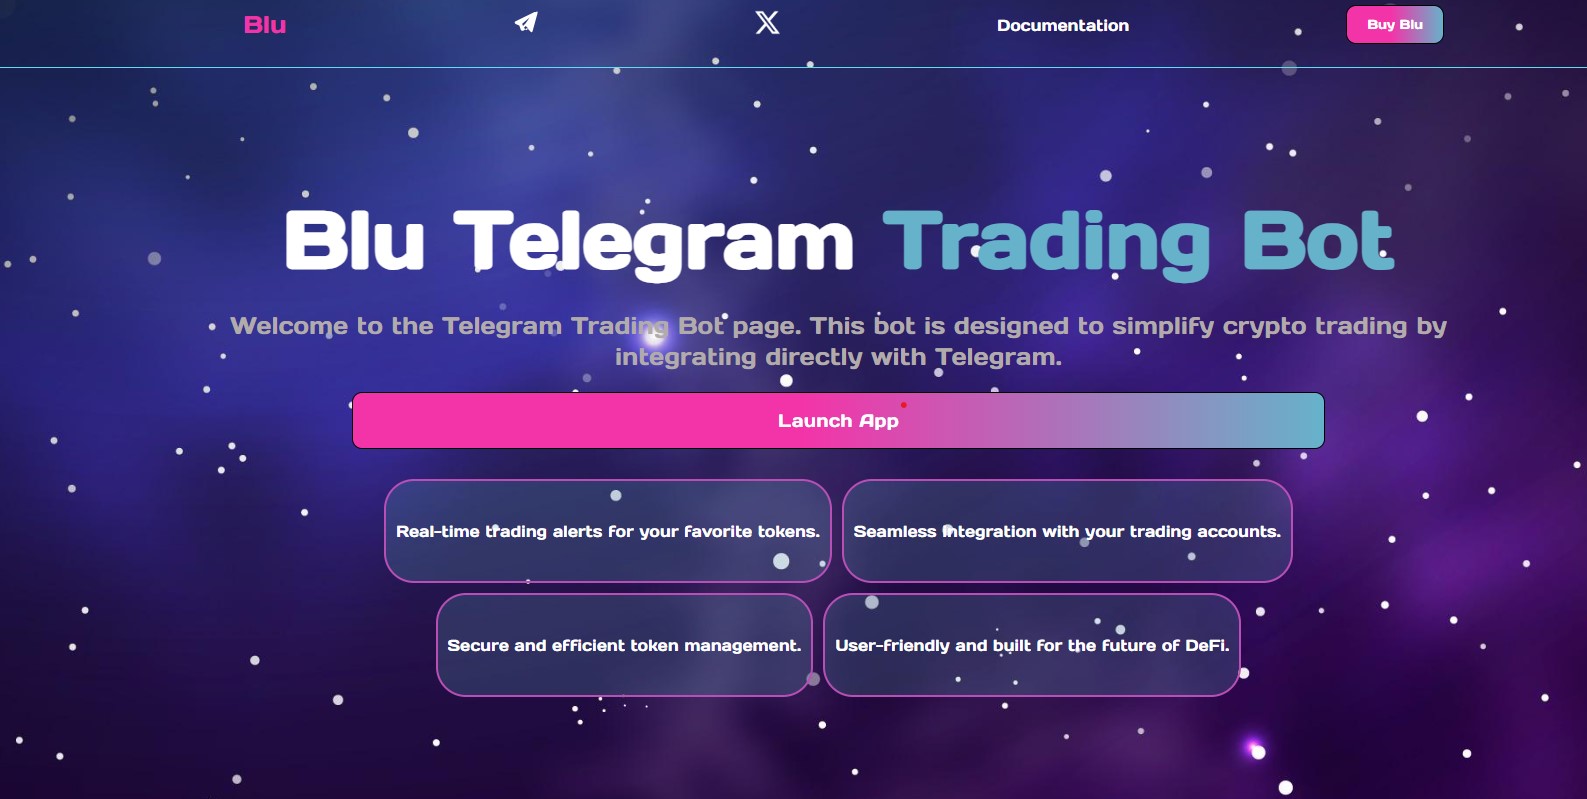 Blu
Documentation
Buy Blu
Blu Telegram Trading Bot
Welcome to the Telegram Trading Bot page. This bot is designed to simplify crypto trading by
integrating directly with Telegram.
Launch App
Real-time trading alerts for your favorite tokens.
Seamless integration with your trading accounts.
Secure and efficient token management.
User-friendly and built for the future of DeFi.